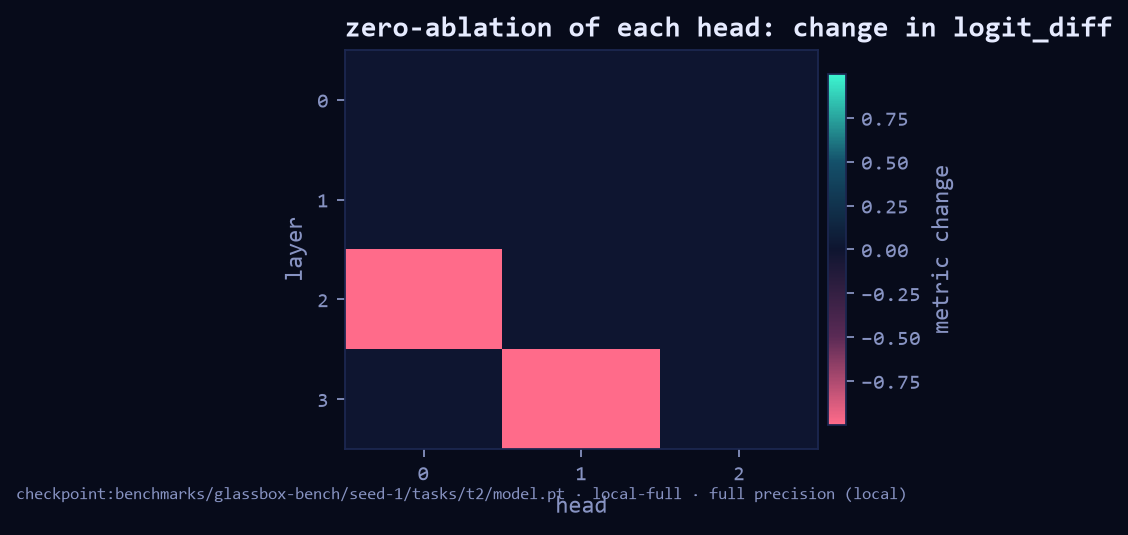 zero-ablation of each head: change in logit_diff
0
1
2
3
layer
0 1 2
head
0.75
0.50
0.25
0.00
−0.25
−0.50
−0.75
metric change
checkpoint:benchmarks/glassbox-bench/seed-1/tasks/t2/model.pt · local-full · full precision (local)